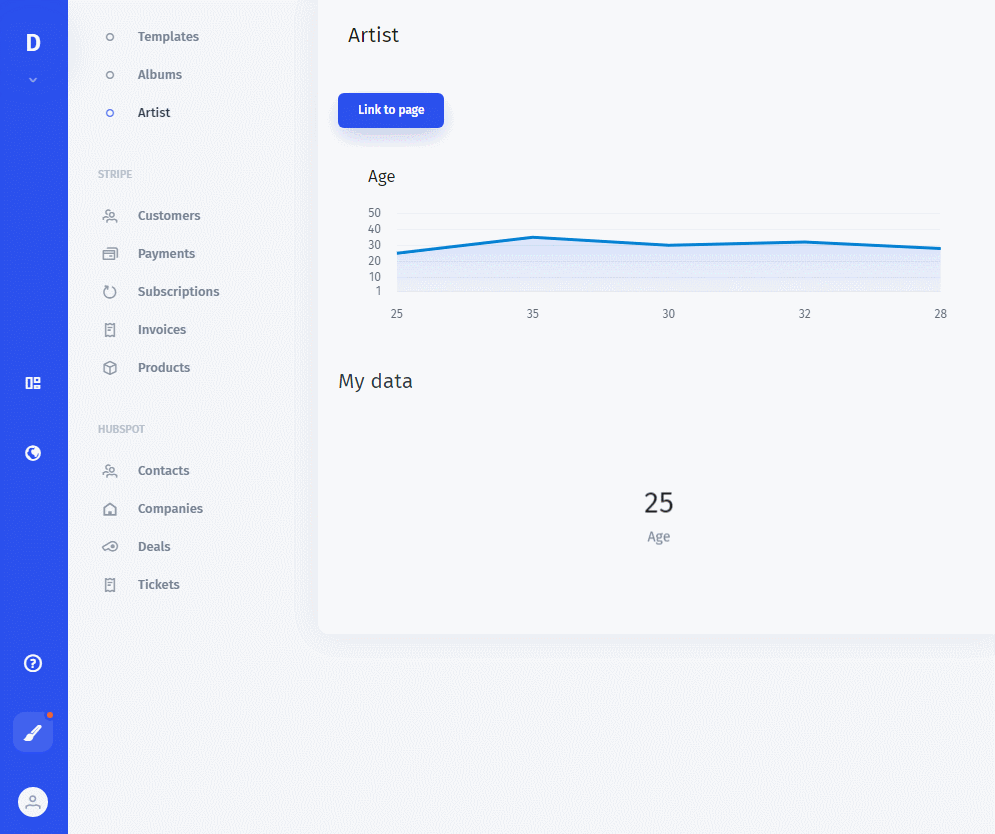 D
Templates
Albums
Artist
STRIPE
Customers
Payments
Subscriptions
Invoices
Products
HUBSPOT
Contacts
Companies
Deals
Tickets
?
Artist
Link to page
Age
50
40
30
20
10
1
25 35 30 32 28
My data
25
Age